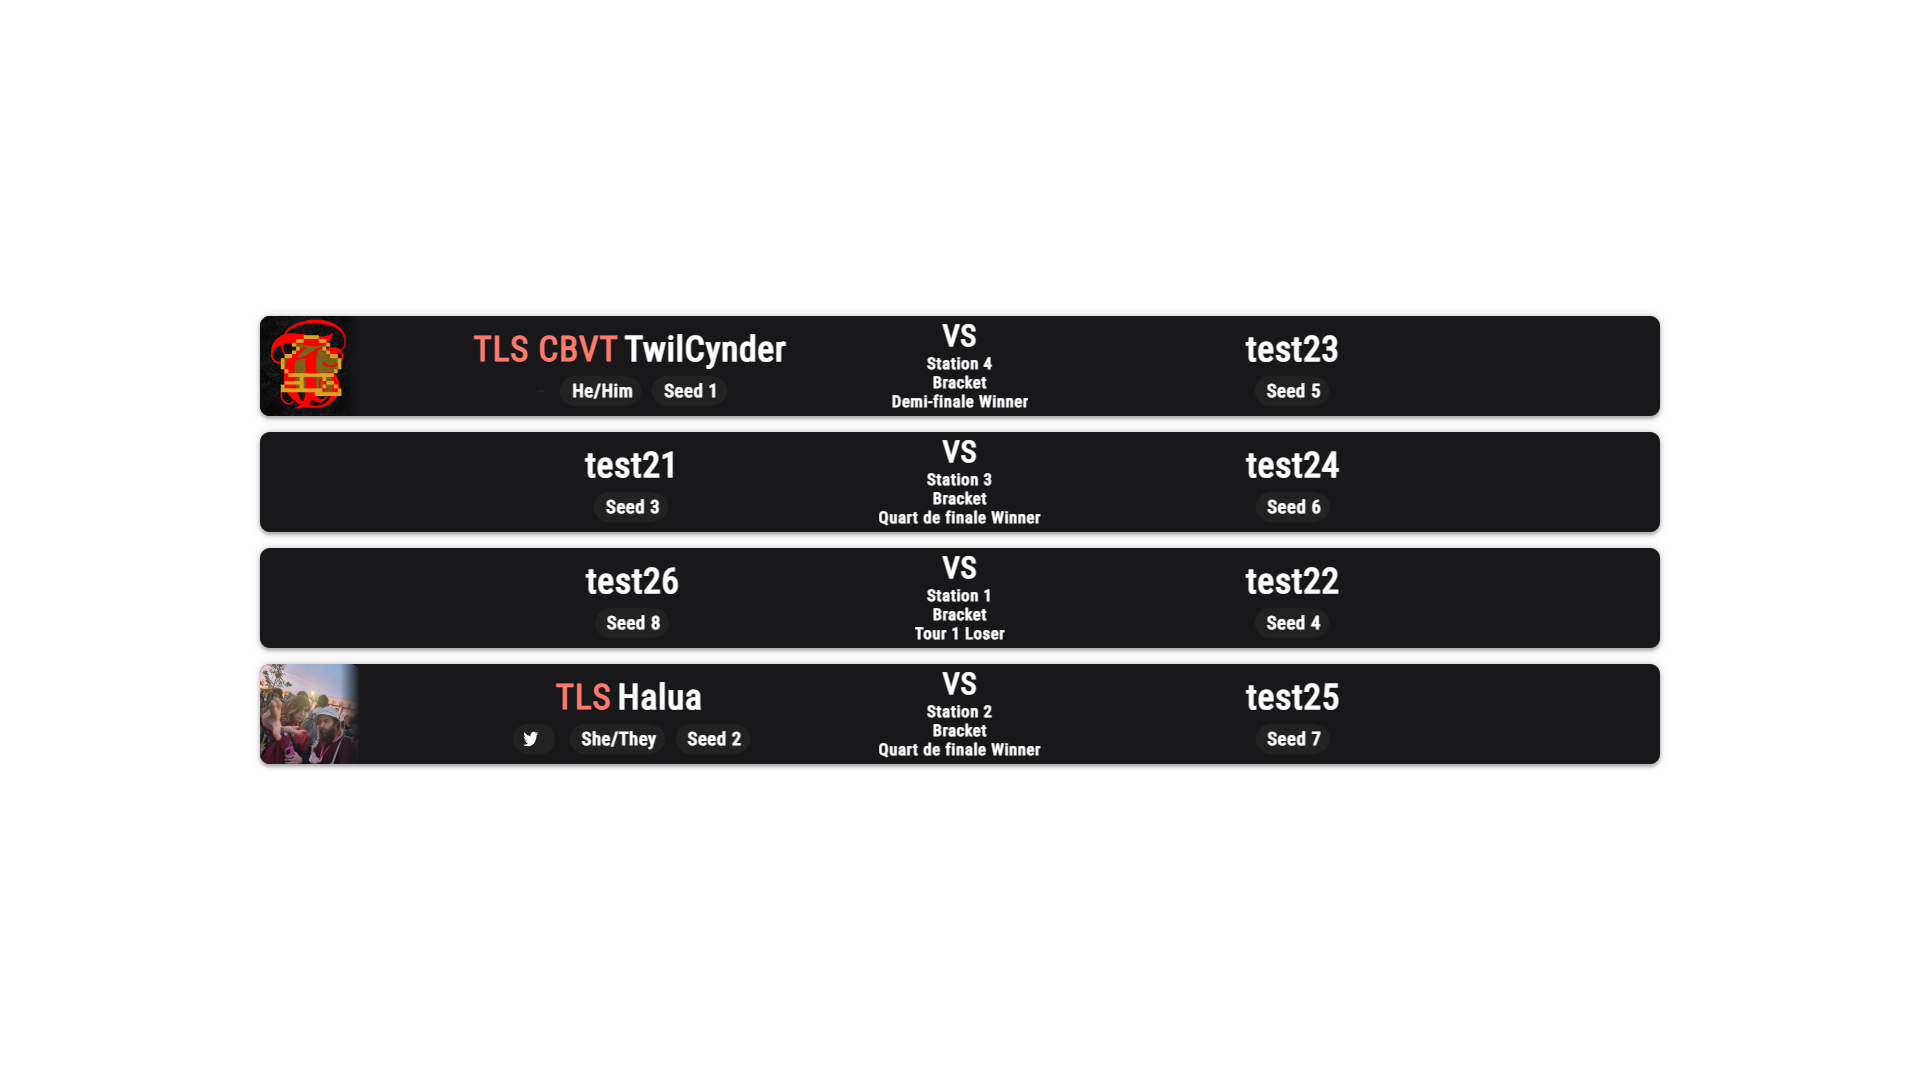 TLS CBVT TwilCynder
He/Him Seed 1
VS
Station 4
Bracket
Demi-finale Winner
test23
Seed 5
test21
Seed 3
VS
Station 3
Bracket
Quart de finale Winner
test24
Seed 6
test26
Seed 8
VS
Station 1
Bracket
Tour 1 Loser
test22
Seed 4
TLS Halua
She/They Seed 2
VS
Station 2
Bracket
Quart de finale Winner
test25
Seed 7